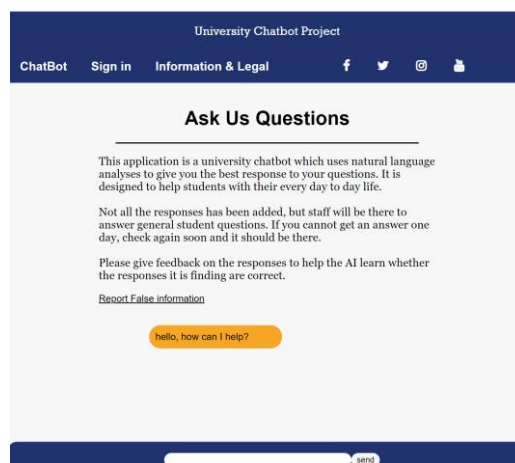 University Chatbot Project
ChatBot Sign in Information & Legal
Ask Us Questions
This application is a university chatbot which uses natural language
analyses to give you the best response to your questions. It is
designed to help students with their every day to day life.
Not all the responses has been added, but staff will be there to
answer general student questions. If you cannot get an answer one
day, check again soon and it should be there.
Please give feedback on the responses to help the AI learn whether
the responses it is finding are correct.
Report False information
hello, how can I help?
send